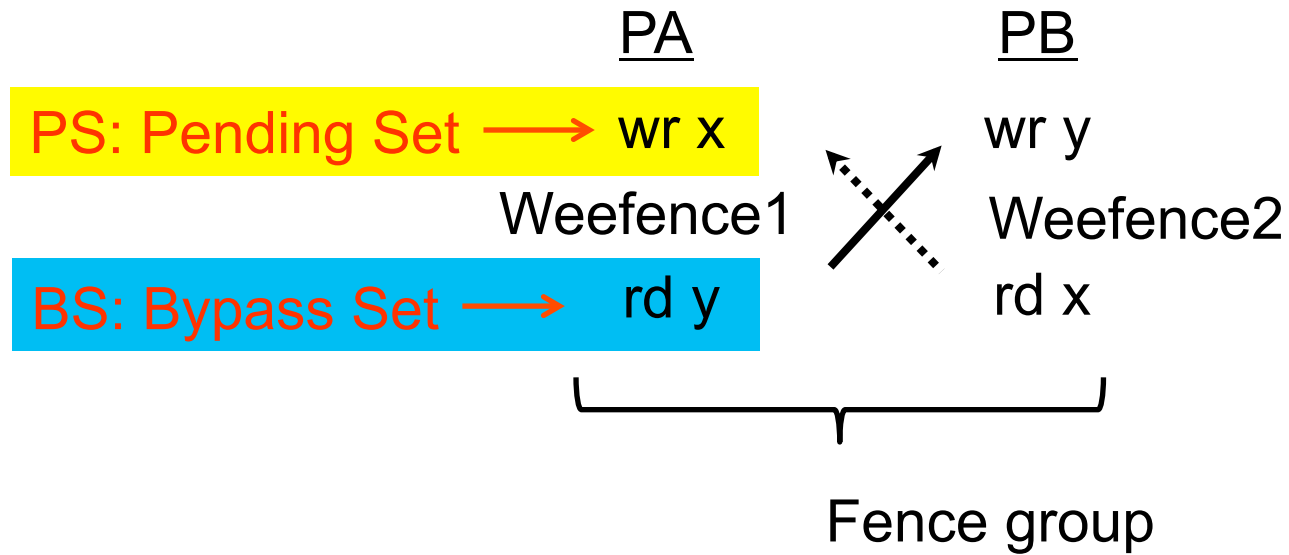 PA PB
PS: Pending Set wr x wr y
Weefence1 Weefence2
BS: Bypass Set rd y rd x
Fence group